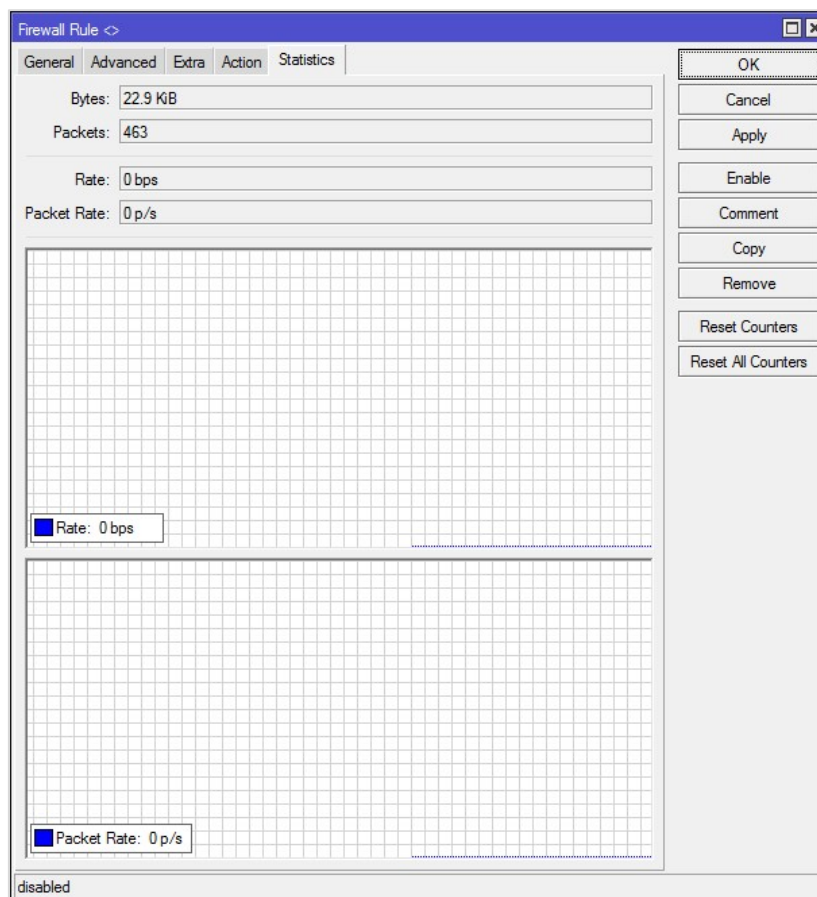 Firewall Rule <>
General Advanced Extra Action Statistics
Bytes: 22.9 KiB
Packets: 463
Rate: 0 bps
Packet Rate: 0 p/s
Rate: 0 bps
Packet Rate: 0 p/s
OK
Cancel
Apply
Enable
Comment
Copy
Remove
Reset Counters
Reset All Counters
disabled